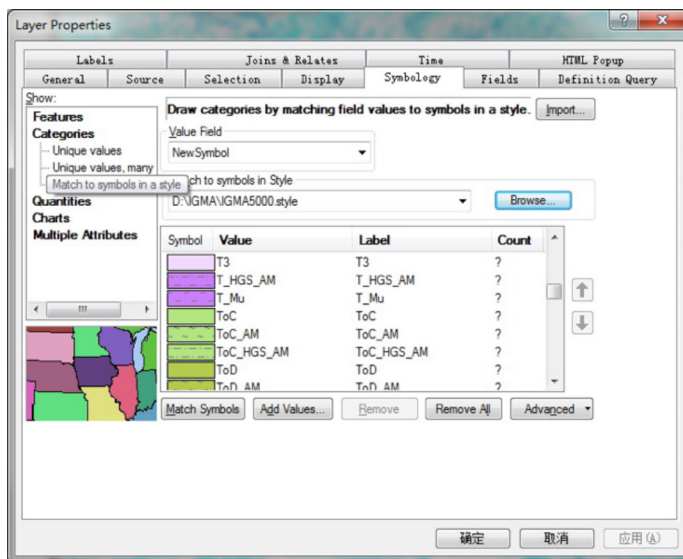 Layer Properties
Labels Joins & Relates Time HTML Popup
General Source Selection Display Symbology Fields Definition Query
Show:
Features
Categories
Unique values
Unique values, many
Match to symbols in a style
Quantities
Charts
Multiple Attributes
Draw categories by matching field values to symbols in a style.
Import...
Value Field
NewSymbol
ch to symbols in Style
D:\IGMA\IGMA5000.style
Browse...
Symbol Value Label Count
T3 T3 ?
T_HGS_AM T_HGS_AM ?
T_Mu T_Mu ?
ToC ToC ?
ToC_AM ToC_AM ?
ToC_HGS_AM ToC_HGS_AM ?
ToD ToD ?
ToD_AM ToD_AM ?
Match Symbols Add Values... Remove Remove All Advanced
确定 取消 应用(A)